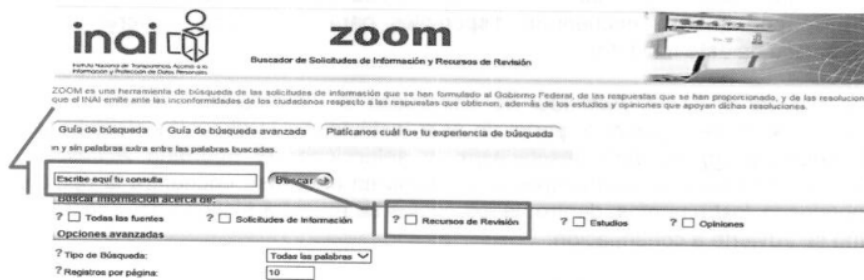 inai
Instituto Nacional de Transparencia, Acceso a la
Información y Protección de Datos Personales
zoom
Buscador de Solicitudes de Información y Recursos de Revisión
ZOOM es una herramienta de búsqueda de las solicitudes de información que se han formulado al Gobierno Federal, de las respuestas que se han proporcionado, y de las resolucion
que el INAI emite ante las inconformidades de los ciudadanos respecto a las respuestas que obtienen, además de los estudios y opiniones que apoyan dichas resoluciones.
Guía de búsqueda Guía de búsqueda avanzada Platícanos cuál fue tu experiencia de búsqueda
n y sin palabras extra entre las palabras buscadas.
Escribe aquí tu consulta Buscar
Buscar información acerca de:
? Todas las fuentes ? Solicitudes de Información ? Recursos de Revisión ? Estudios ? Opiniones
Opciones avanzadas
? Tipo de Búsqueda: Todas las palabras
? Registros por página: 10